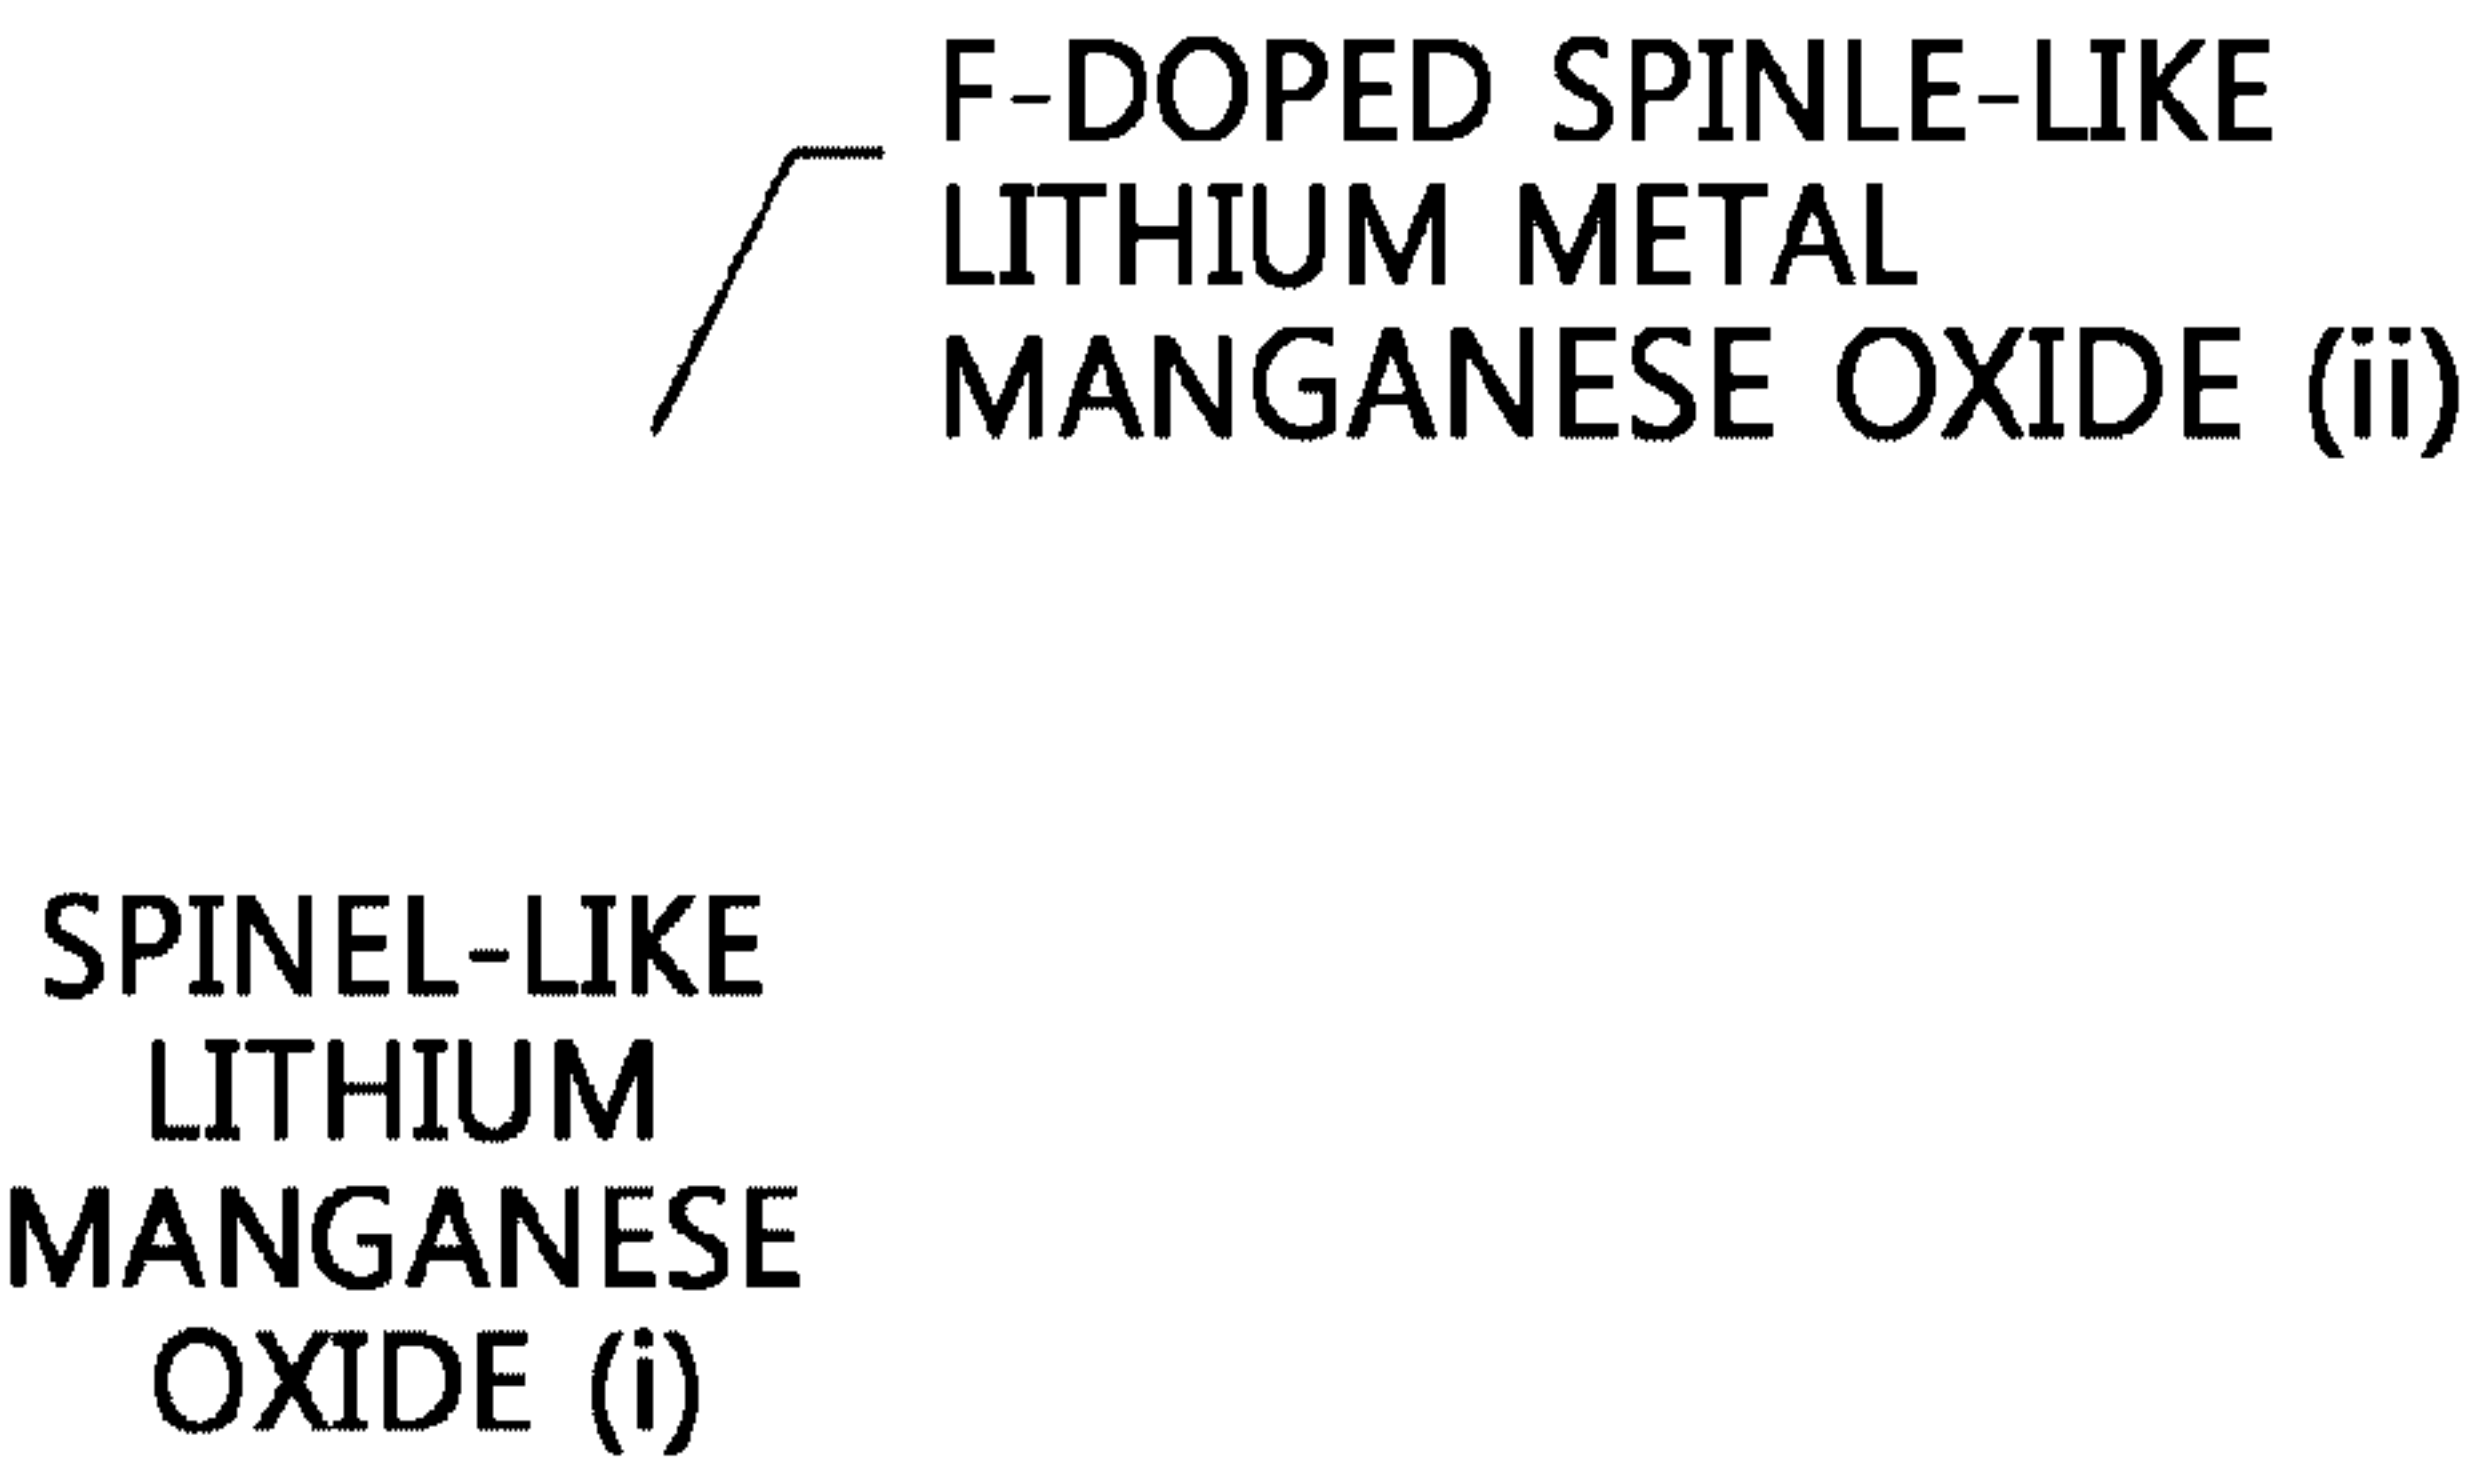 F-DOPED SPINLE-LIKE
LITHIUM METAL
MANGANESE OXIDE (ii)
SPINEL-LIKE
LITHIUM
MANGANESE
OXIDE (i)